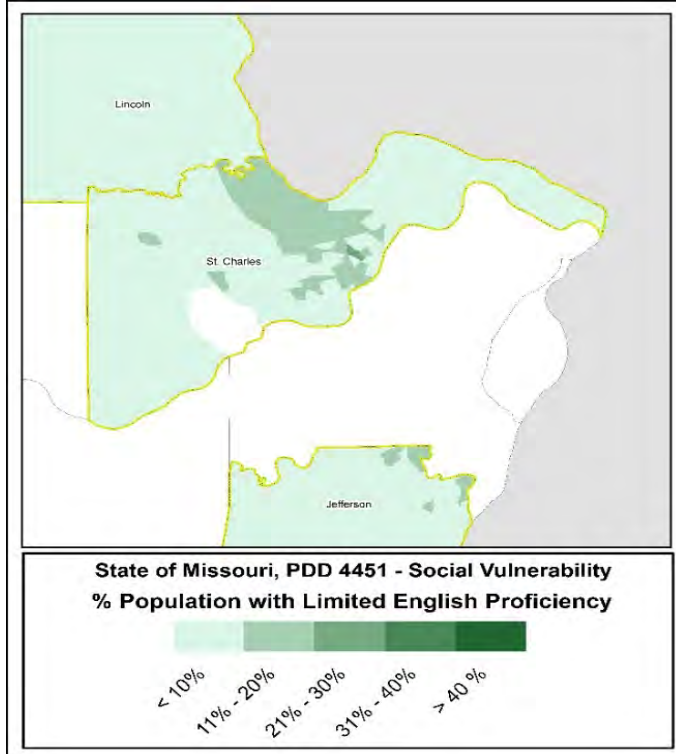 Lincoln
St. Charles
Jefferson
State of Missouri, PDD 4451 - Social Vulnerability
% Population with Limited English Proficiency
< 10%
11% - 20%
21% - 30%
31% - 40%
> 40 %